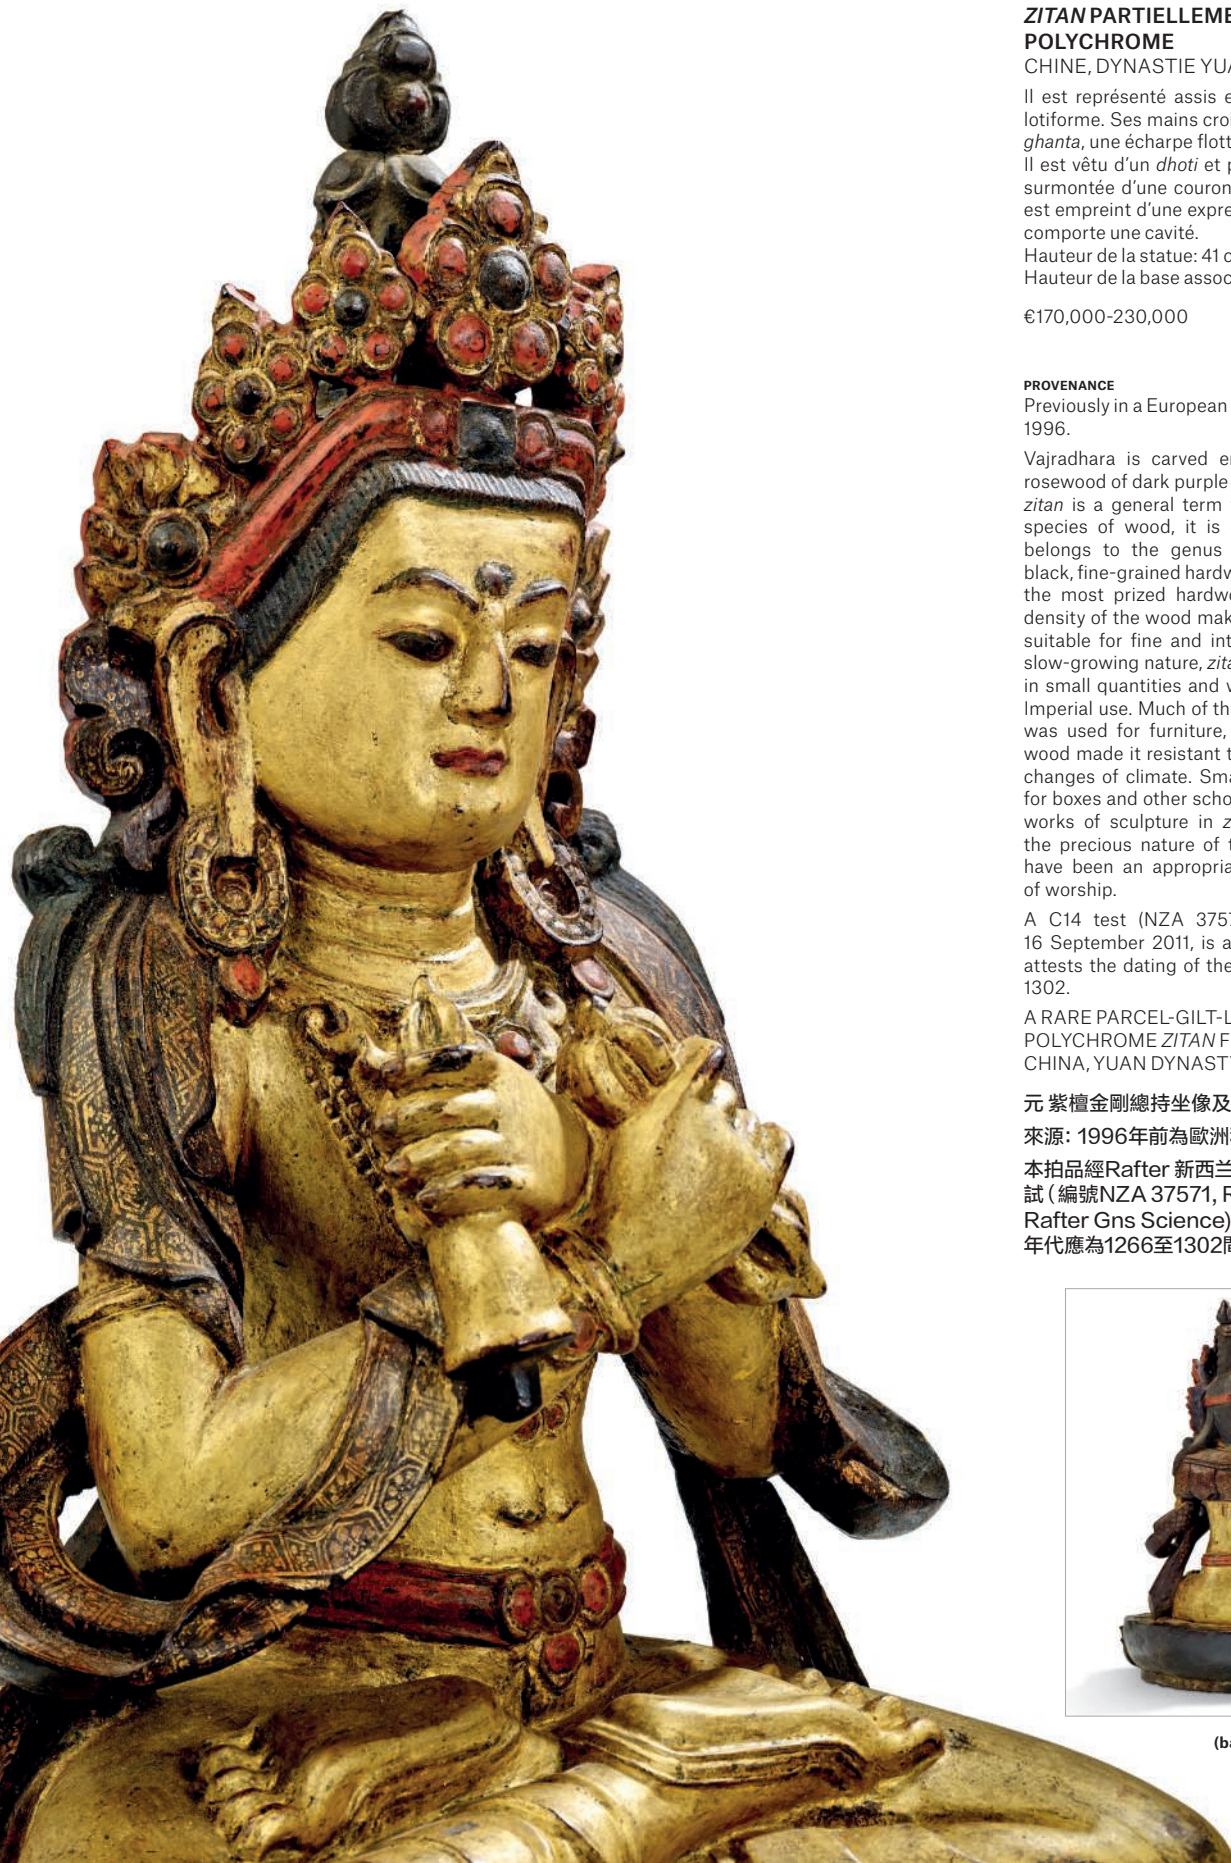 ZITAN PARTIELLEME
POLYCHROME
CHINE, DYNASTIE YUA
Il est représenté assis e
lotiforme. Ses mains croi
ghanta, une écharpe flott
Il est vêtu d'un dhoti et p
surmontée d'une couron
est empreint d'une expre
comporte une cavité.
Hauteur de la statue: 41 c
Hauteur de la base assoc
€170,000-230,000
PROVENANCE
Previously in a European
1996.
Vajradhara is carved en
rosewood of dark purple
zitan is a general term
species of wood, it is
belongs to the genus
black, fine-grained hardw
the most prized hardwo
density of the wood mak
suitable for fine and int
slow-growing nature, zita
in small quantities and w
Imperial use. Much of the
was used for furniture,
wood made it resistant t
changes of climate. Sma
for boxes and other scho
works of sculpture in z
the precious nature of t
have been an appropria
of worship.
A C14 test (NZA 3757
16 September 2011, is a
attests the dating of the
1302.
A RARE PARCEL-GILT-L
POLYCHROME ZITAN F
CHINA, YUAN DYNAST
元 紫檀金剛總持坐像及
來源：1996年前為歐洲
本拍品經Rafter 新西兰
試（編號NZA 37571, R
Rafter Gns Science)
年代應為1266至1302間
(ba